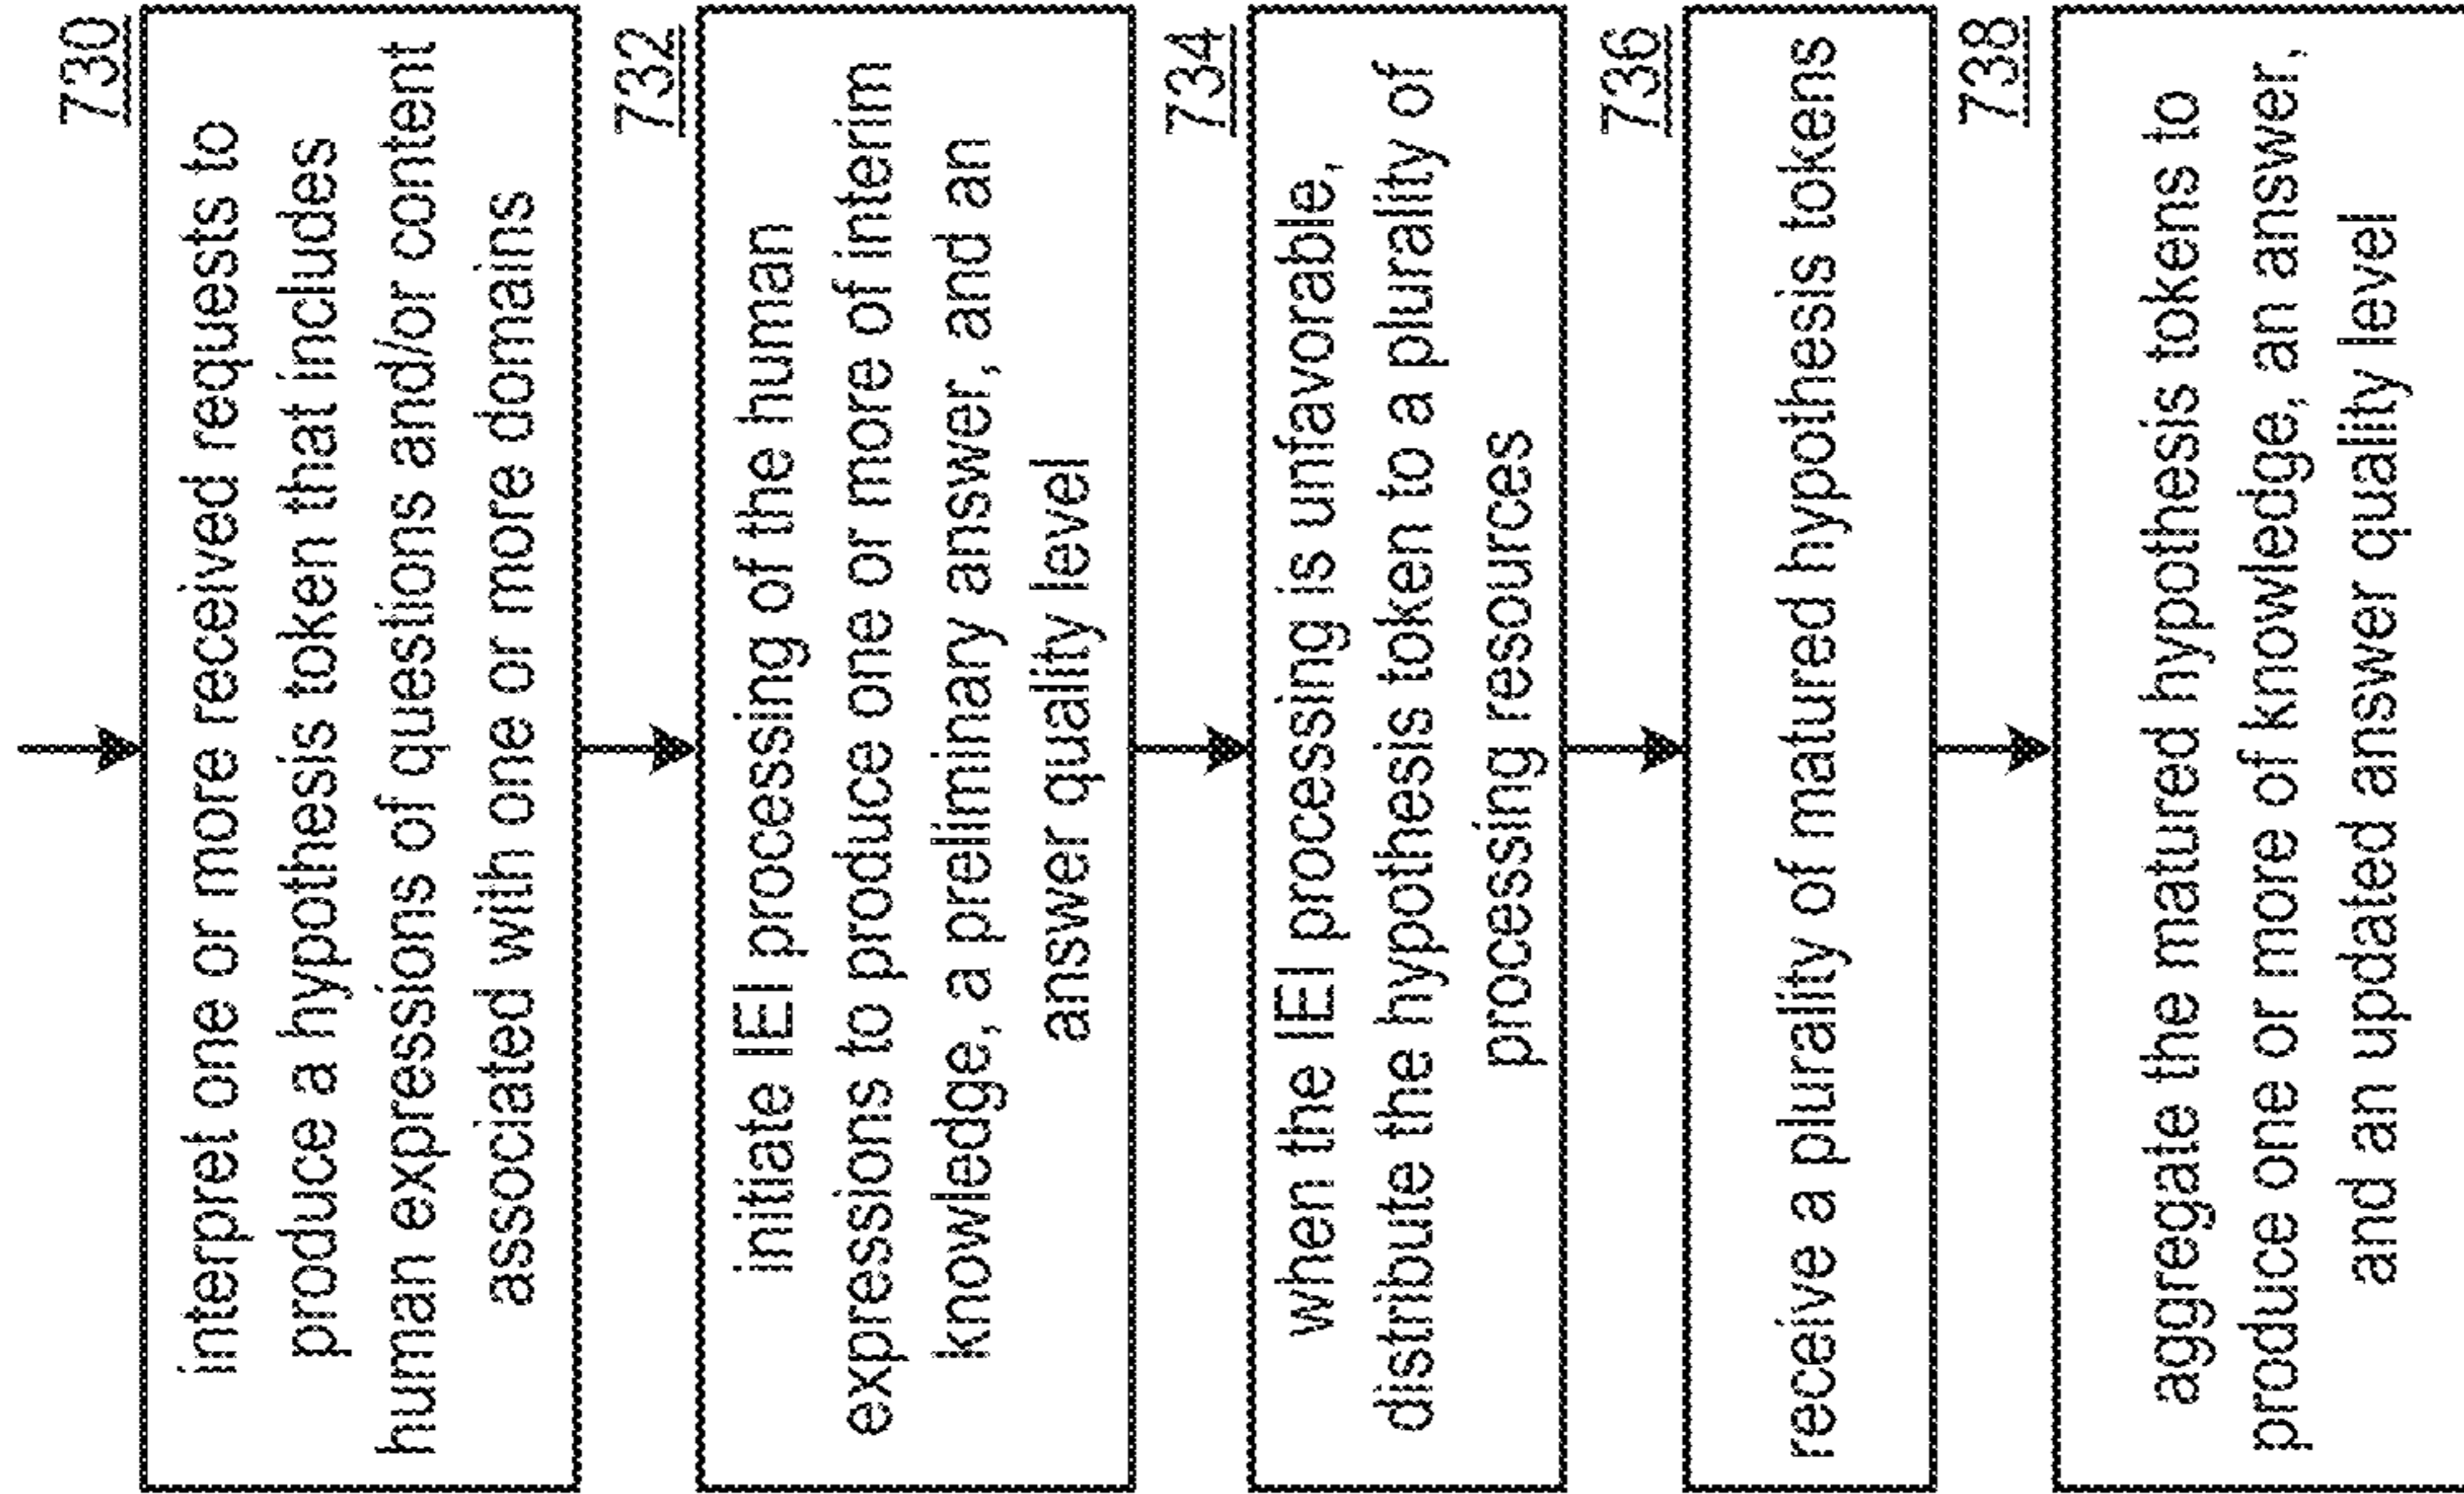 730
interpret one or more received requests to
produce a hypothesis token that includes
human expressions of questions and/or content
associated with one or more domains
732
initiate IEI processing of the human
expressions to produce one or more of interim
knowledge, a preliminary answer, and an
answer quality level
734
when the IEI processing is unfavorable,
distribute the hypothesis token to a plurality of
processing resources
736
receive a plurality of matured hypothesis tokens
738
aggregate the matured hypothesis tokens to
produce one or more of knowledge, an answer,
and an updated answer quality level